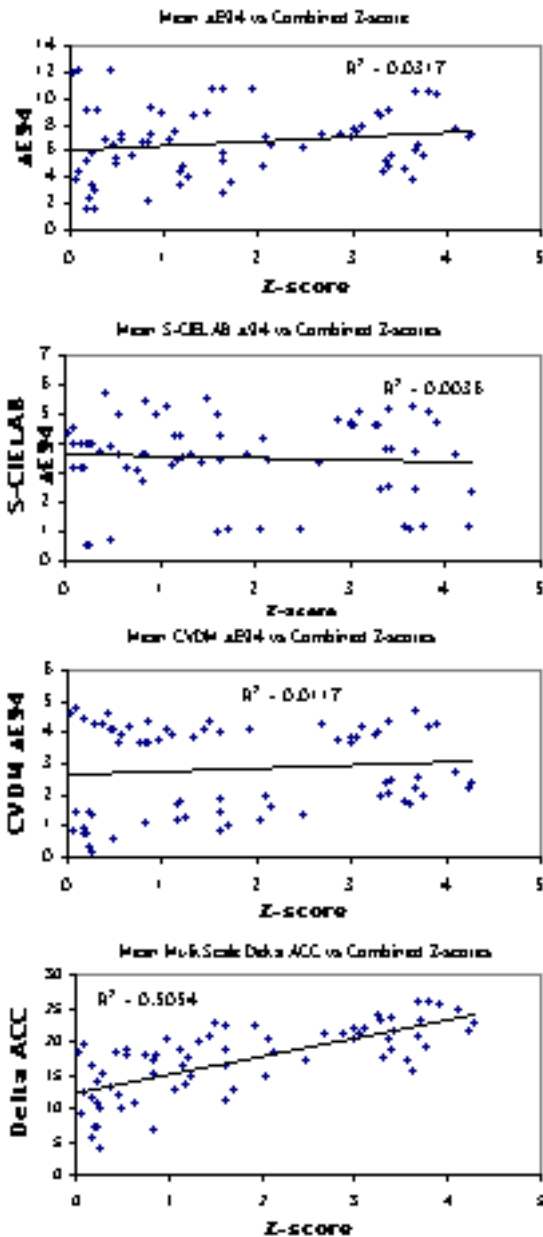 Mean ΔE94 vs Combined Z-score
R² - 0.0317
ΔE94
14
12
10
8
6
4
2
0
0 1 2 3 4 5
Z-score
Mean S-CIELAB ΔE94 vs Combined Z-scores
R² - 0.0036
S-CIELAB
ΔE94
7
6
5
4
3
2
1
0
0 1 2 3 4 5
Z-score
Mean CVDM ΔE94 vs Combined Z-scores
R² - 0.0117
CVDM ΔE94
6
5
4
3
2
1
0
0 1 2 3 4 5
Z-score
Mean Multi Scale Delta ACC vs Combined Z-scores
R² - 0.5054
Delta ACC
30
25
20
15
10
5
0
0 1 2 3 4 5
Z-score